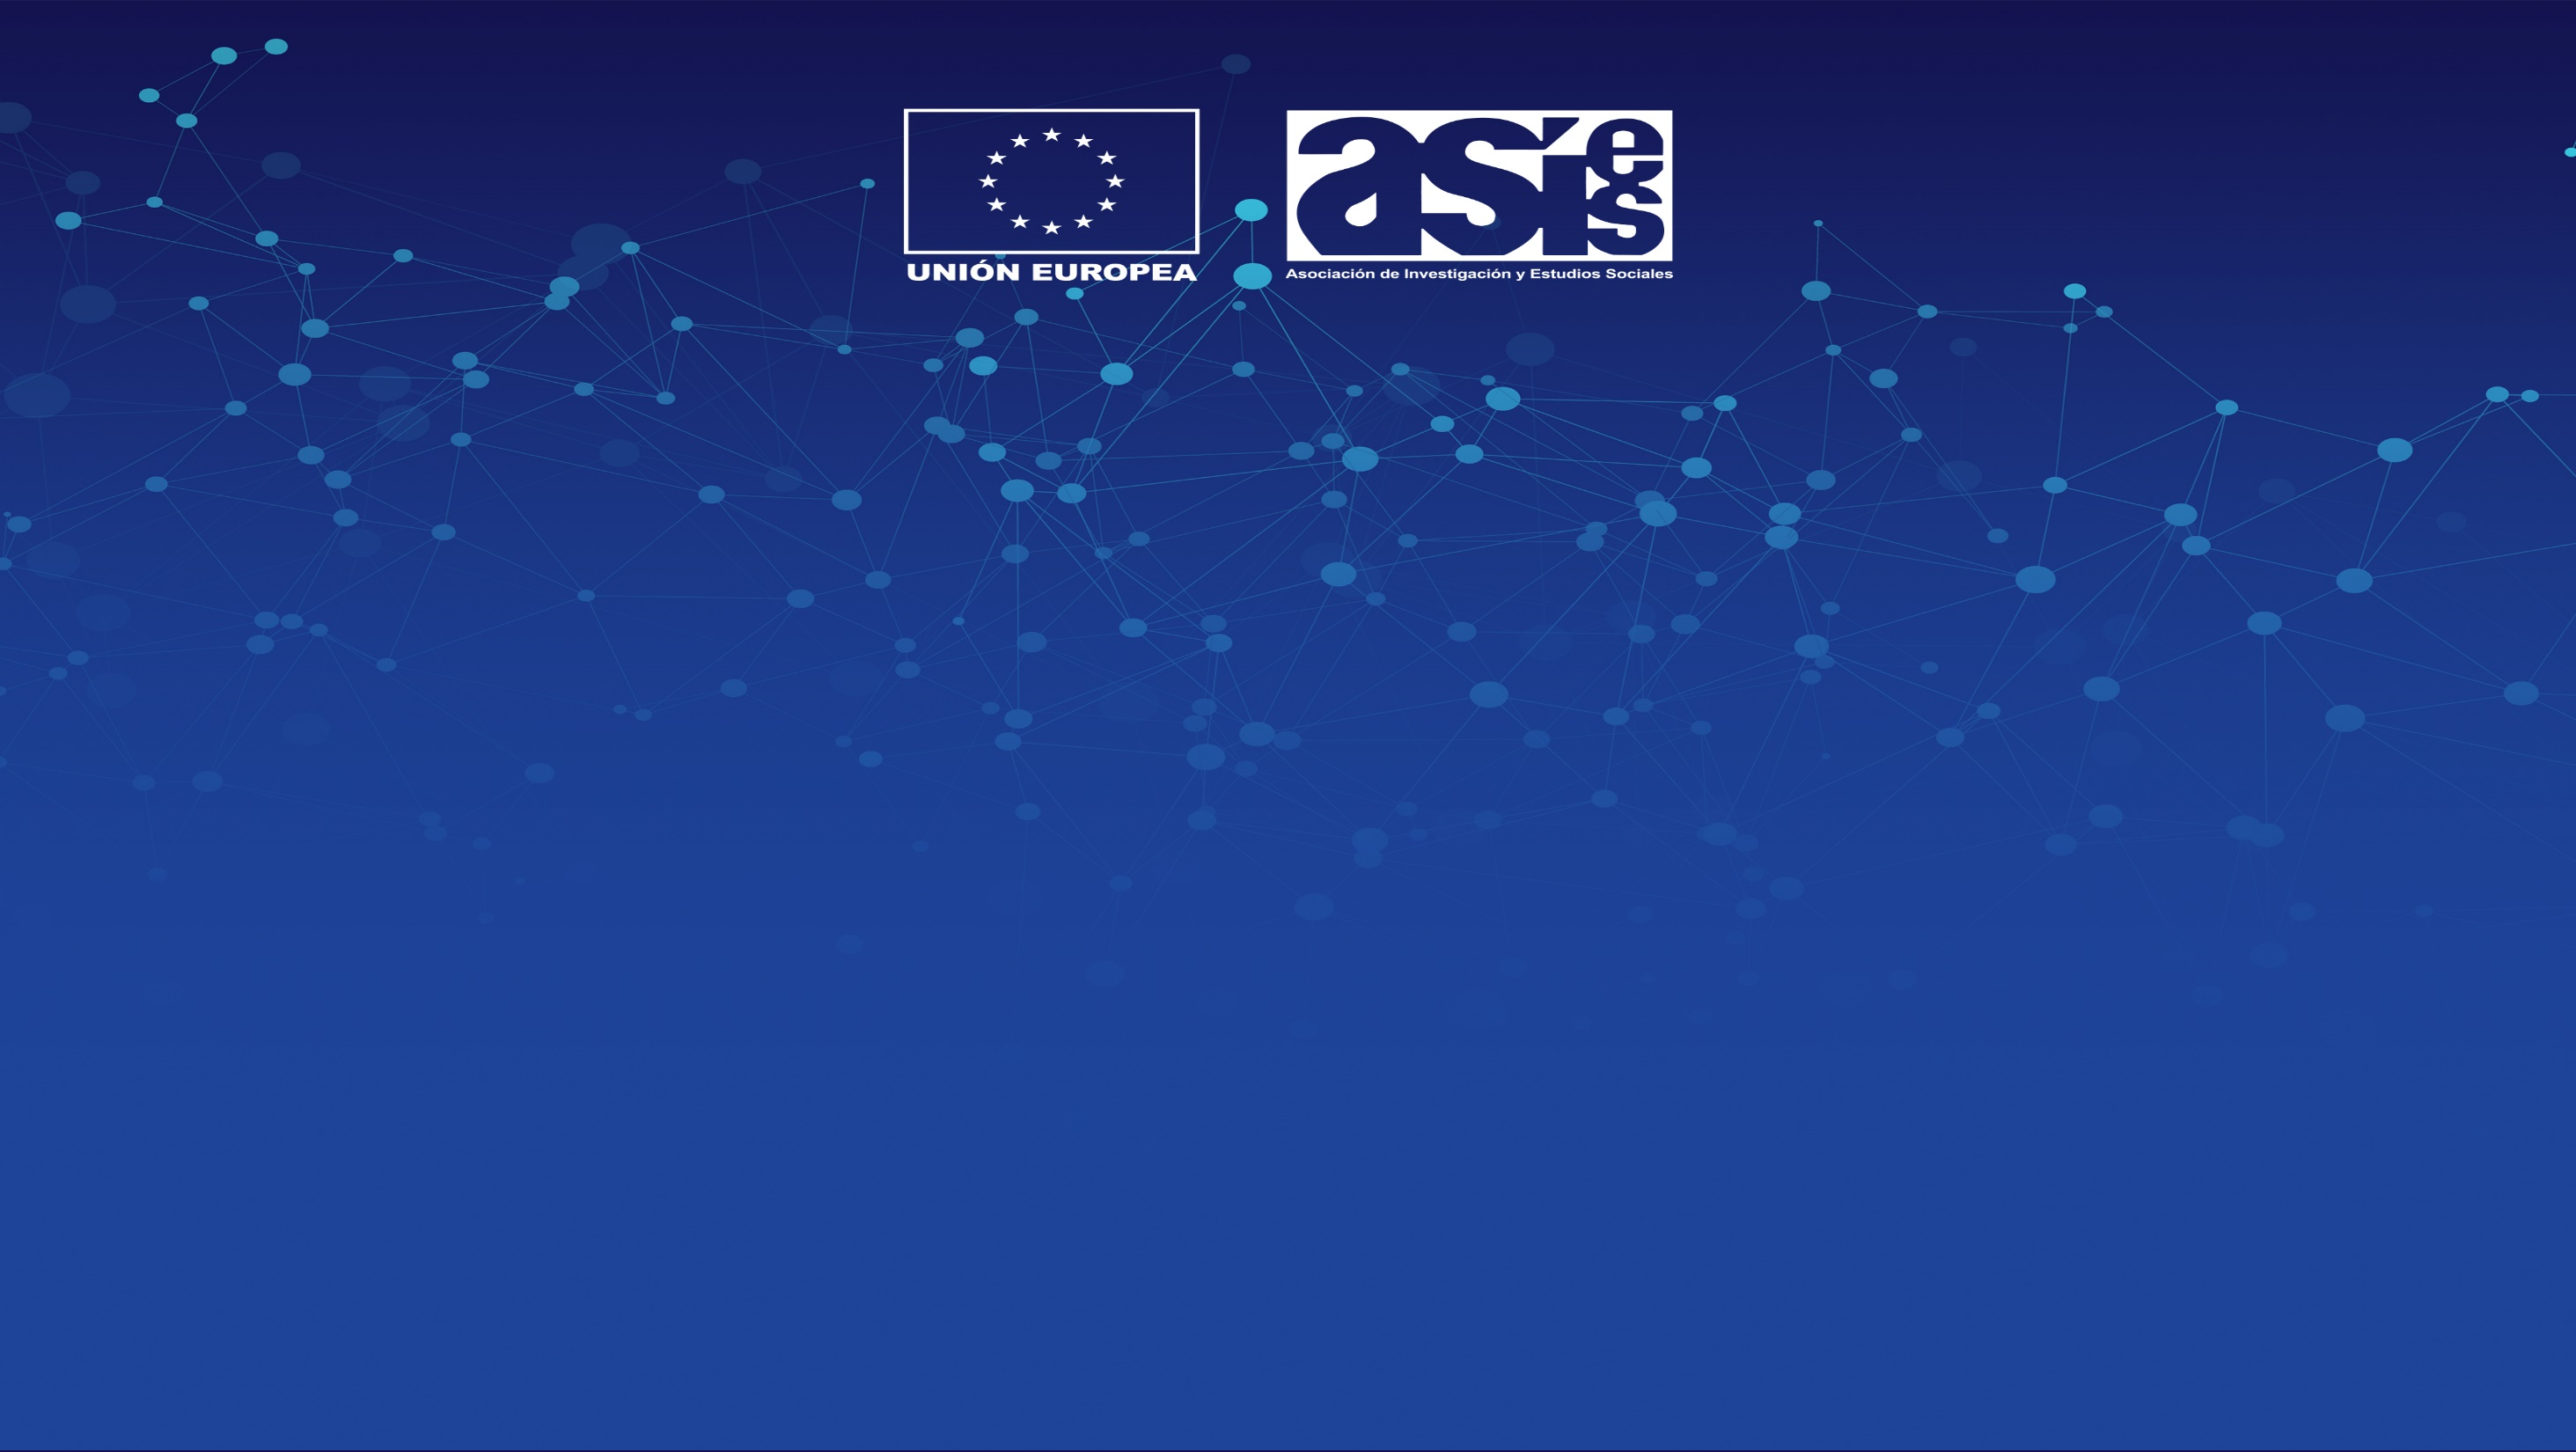 asíes
UNIÓN EUROPEA
Asociación de Investigación y Estudios Sociales